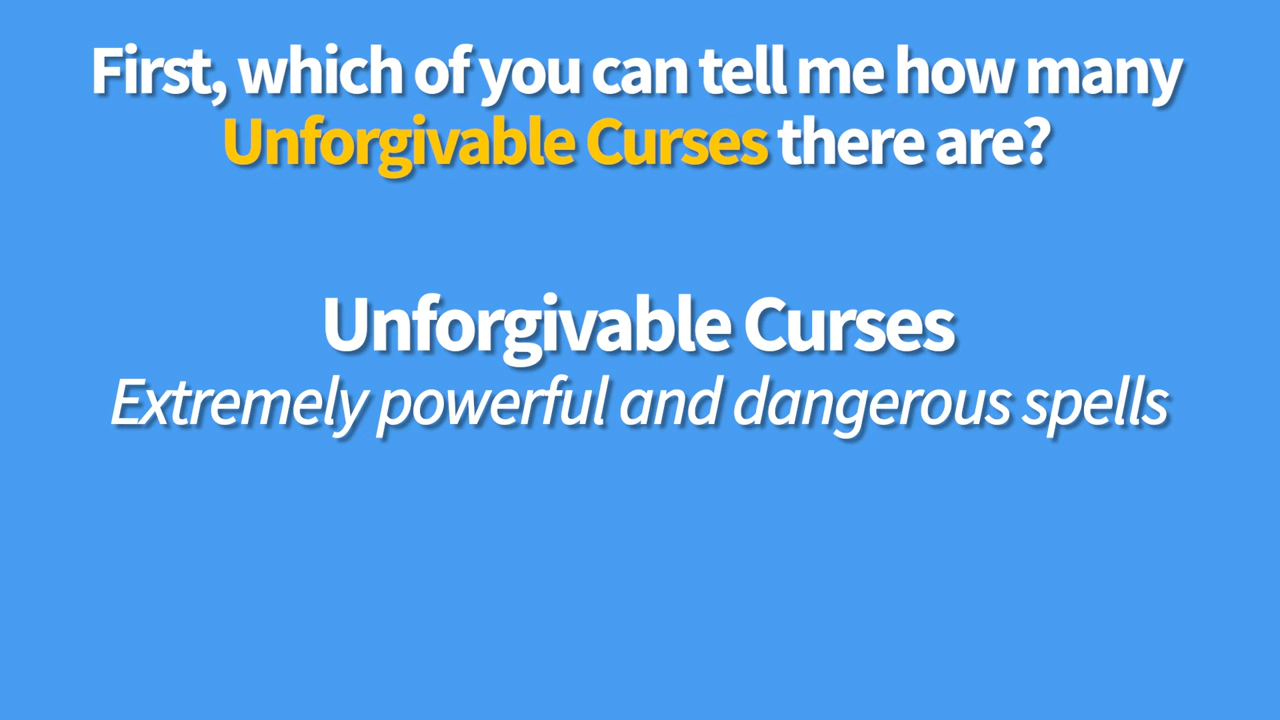 First, which of you can tell me how many
Unforgivable Curses there are?
Unforgivable Curses
Extremely powerful and dangerous spells